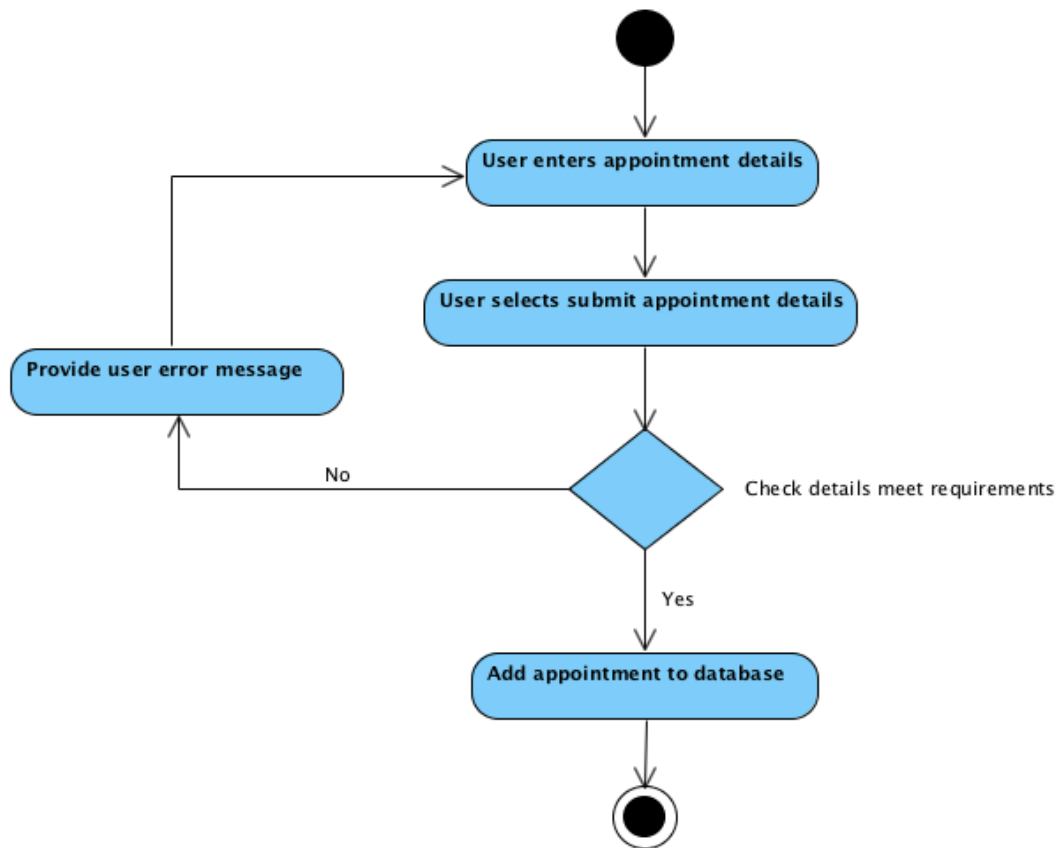 User enters appointment details
User selects submit appointment details
Provide user error message
No
Check details meet requirements
Yes
Add appointment to database